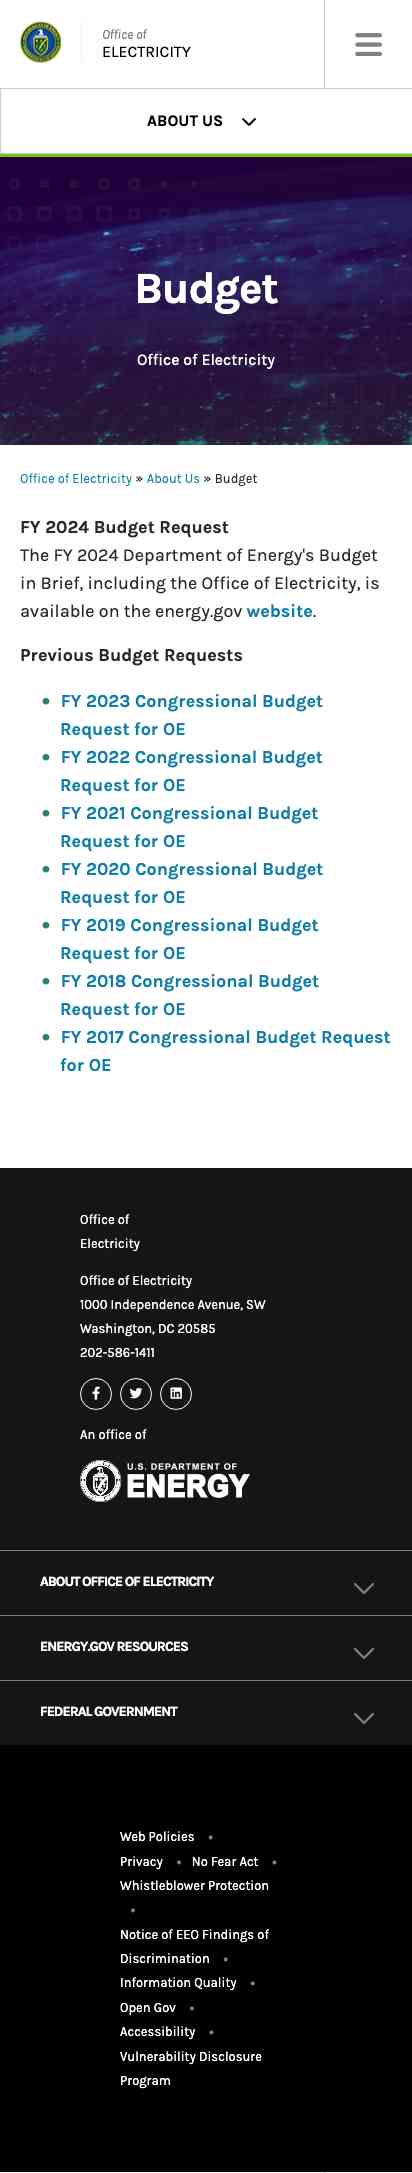 Office of
ELECTRICITY
ABOUT US
Budget
Office of Electricity
Office of Electricity » About Us » Budget
FY 2024 Budget Request
The FY 2024 Department of Energy's Budget
in Brief, including the Office of Electricity, is
available on the energy.gov website.
Previous Budget Requests
• FY 2023 Congressional Budget
Request for OE
• FY 2022 Congressional Budget
Request for OE
• FY 2021 Congressional Budget
Request for OE
• FY 2020 Congressional Budget
Request for OE
• FY 2019 Congressional Budget
Request for OE
• FY 2018 Congressional Budget
Request for OE
• FY 2017 Congressional Budget Request
for OE
Office of
Electricity
Office of Electricity
1000 Independence Avenue, SW
Washington, DC 20585
202-586-1411
An office of
U.S. DEPARTMENT OF
ENERGY
ABOUT OFFICE OF ELECTRICITY
ENERGY.GOV RESOURCES
FEDERAL GOVERNMENT
Web Policies •
Privacy • No Fear Act •
Whistleblower Protection
•
Notice of EEO Findings of
Discrimination •
Information Quality •
Open Gov •
Accessibility •
Vulnerability Disclosure
Program